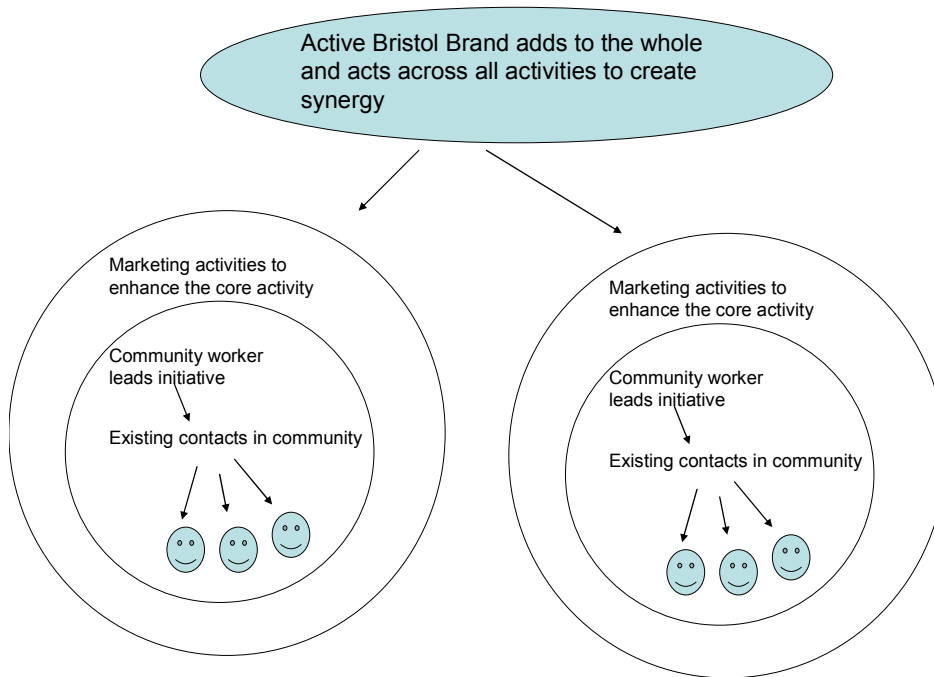 Active Bristol Brand adds to the whole
and acts across all activities to create
synergy
Marketing activities to
enhance the core activity
Community worker
leads initiative
Existing contacts in community
Marketing activities to
enhance the core activity
Community worker
leads initiative
Existing contacts in community